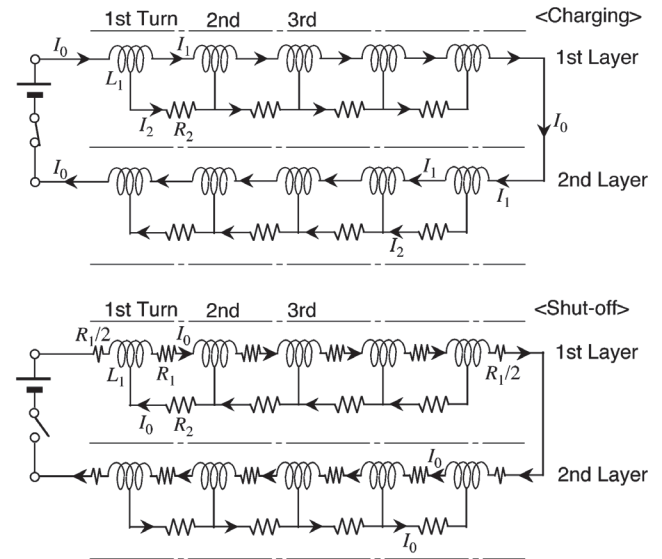 1st Turn 2nd 3rd <Charging>
I₀ I₁ 1st Layer
L₁
I₂ R₂ I₀
I₀ I₁ 2nd Layer
I₁
I₂
1st Turn 2nd 3rd <Shut-off>
R₁/2 I₀ 1st Layer
L₁ R₁ R₁/2
I₀ R₂
I₀ 2nd Layer
I₀